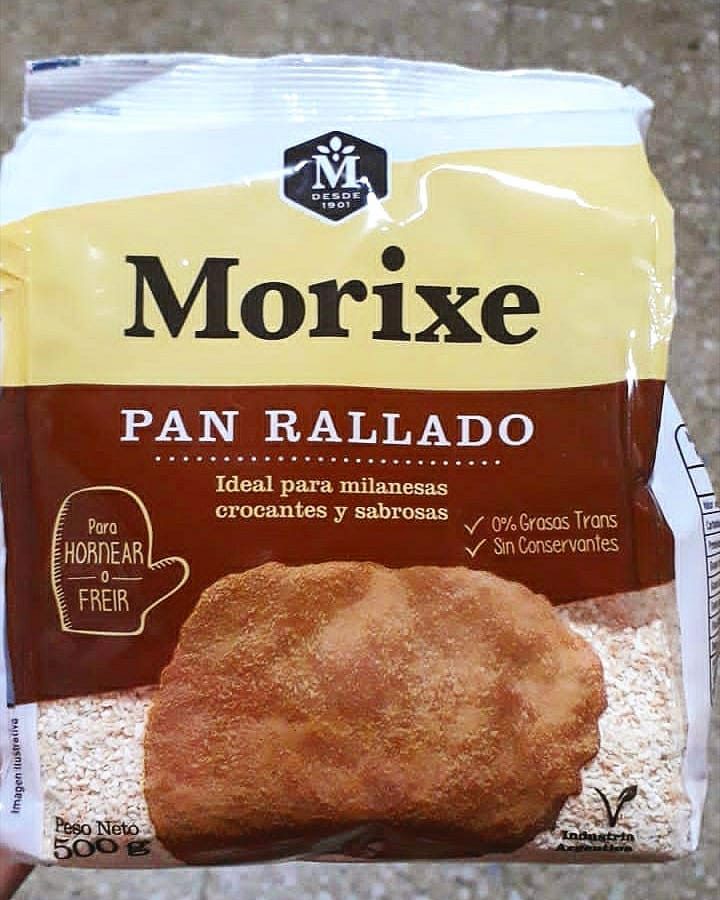 M
DESDE
1901
Morixe
PAN RALLADO
Ideal para milanesas
crocantes y sabrosas
Para
HORNEAR
o
FREIR
✓ 0% Grasas Trans
✓ Sin Conservantes
Imagen Ilustrativa
Peso Neto
500 g
Industria
Argentina